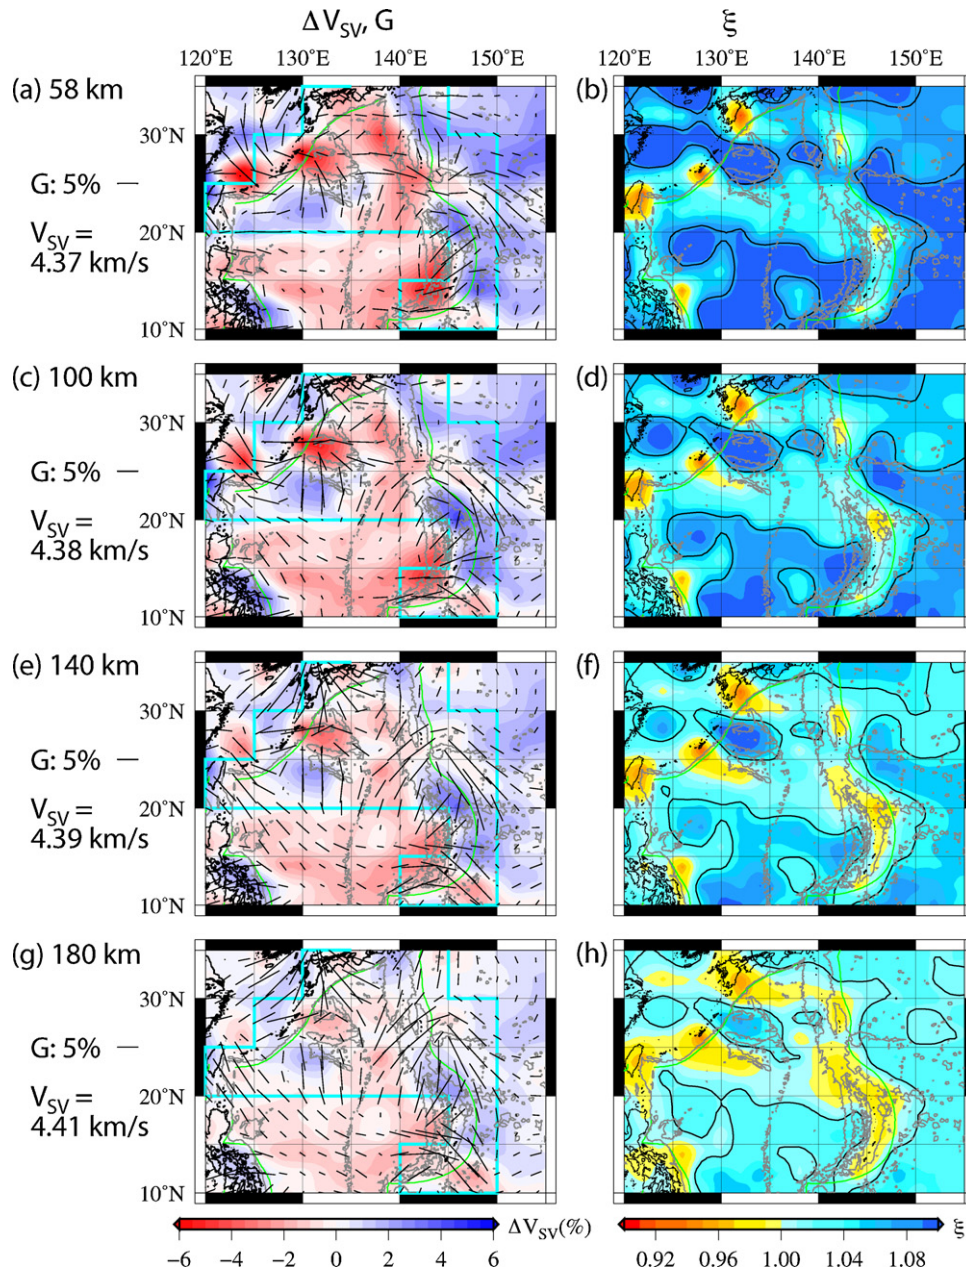 ΔV_SV, G
ξ
120°E 130°E 140°E 150°E
120°E 130°E 140°E 150°E
(a) 58 km
(b)
30°N
G: 5%
20°N
V_SV =
4.37 km/s
10°N
(c) 100 km
(d)
30°N
G: 5%
20°N
V_SV =
4.38 km/s
10°N
(e) 140 km
(f)
30°N
G: 5%
20°N
V_SV =
4.39 km/s
10°N
(g) 180 km
(h)
30°N
G: 5%
20°N
V_SV =
4.41 km/s
10°N
ΔV_SV(%)
ξ
−6 −4 −2 0 2 4 6
0.92 0.96 1.00 1.04 1.08